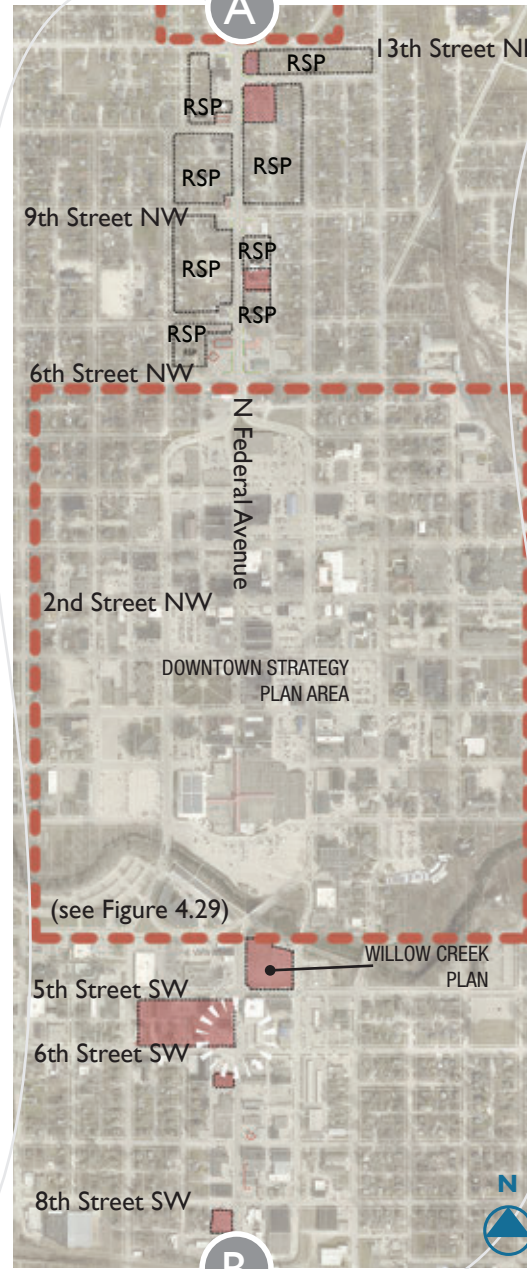 A
13th Street N
RSP
RSP
RSP
RSP
9th Street NW
RSP
RSP
RSP
RSP
RSP
6th Street NW
N Federal Avenue
2nd Street NW
DOWNTOWN STRATEGY
PLAN AREA
(see Figure 4.29)
WILLOW CREEK
PLAN
5th Street SW
6th Street SW
8th Street SW
N
B